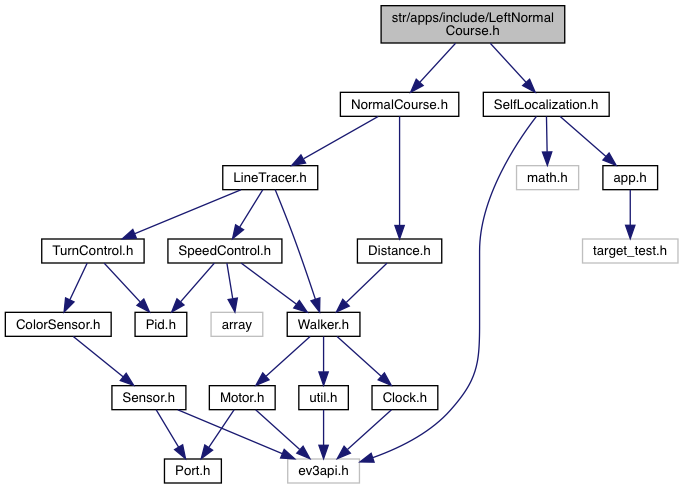 str/apps/include/LeftNormal
Course.h
NormalCourse.h
SelfLocalization.h
LineTracer.h
math.h
app.h
TurnControl.h
SpeedControl.h
Distance.h
target_test.h
ColorSensor.h
Pid.h
array
Walker.h
Sensor.h
Motor.h
util.h
Clock.h
Port.h
ev3api.h